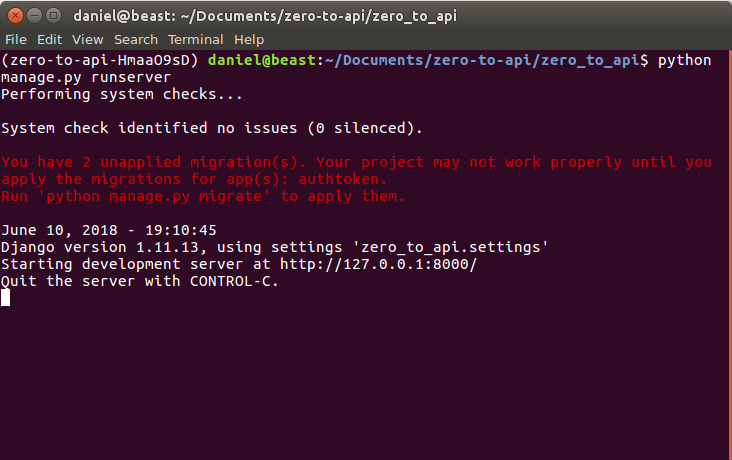 daniel@beast: ~/Documents/zero-to-api/zero_to_api
File Edit View Search Terminal Help
(zero-to-api-HmaaO9sD) daniel@beast:~/Documents/zero-to-api/zero_to_api$ python
manage.py runserver
Performing system checks...
System check identified no issues (0 silenced).
You have 2 unapplied migration(s). Your project may not work properly until you
apply the migrations for app(s): authtoken.
Run 'python manage.py migrate' to apply them.
June 10, 2018 - 19:10:45
Django version 1.11.13, using settings 'zero_to_api.settings'
Starting development server at http://127.0.0.1:8000/
Quit the server with CONTROL-C.